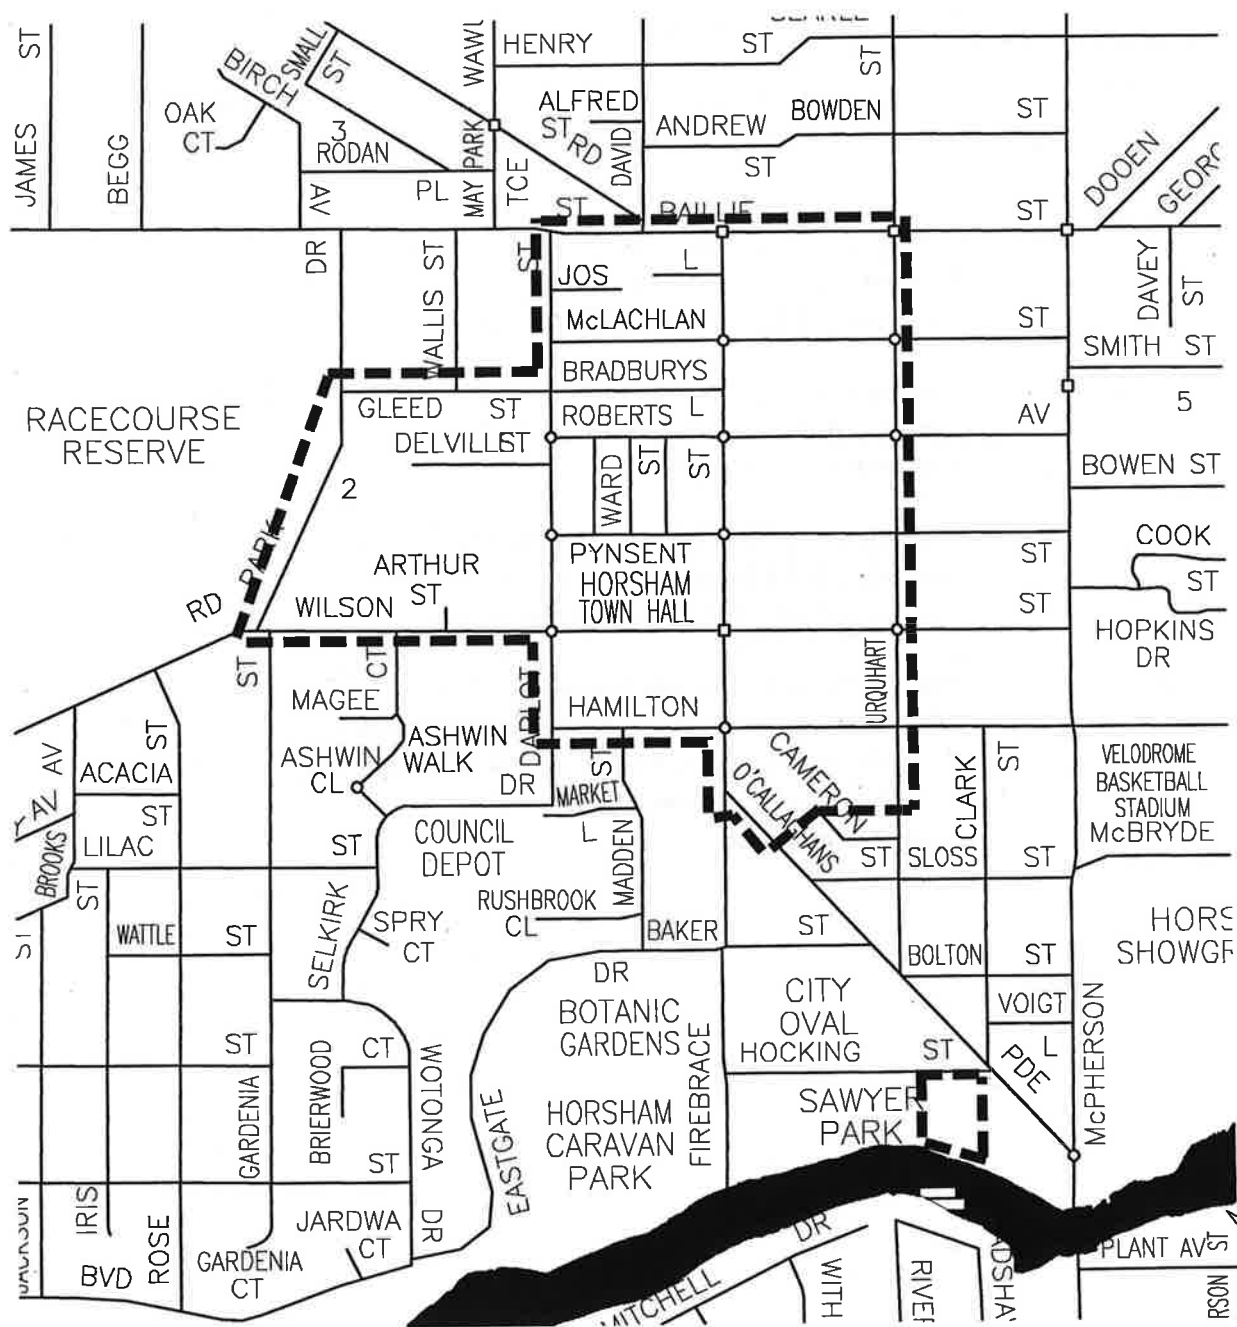 ST
JAMES
BEGG
SMALL
ST
BIRCH
OAK
CT
3
RODAN
AV
PL
MAY PARK
TCE
HENRY
ST
ALFRED
ST
RD
DAVID
ANDREW
BOWDEN
ST
ST
ST
DOOEN
ST
BAILLIE
ST
DR
WALLIS ST
ST
JOS
L
McLACHLAN
ST
DAVEY
ST
SMITH ST
BRADBURYS
RACECOURSE
RESERVE
GLEED ST
ROBERTS L
AV
5
DELVILLE
ST
2
WARD
ST
ST
BOWEN ST
PARK
RD
ARTHUR
ST
WILSON
PYNSENT
HORSHAM
TOWN HALL
ST
ST
COOK
ST
HOPKINS
DR
ST
CT
MAGEE
DARLOT
HAMILTON
URQUHART
ASHWIN
CL
ASHWIN
WALK
DR
MARKET
ST
CAMERON
O'CALLAGHANS
CLARK
ST
VELODROME
BASKETBALL
STADIUM
McBRYDE
AV
AV
ACACIA
ST
ST
LILAC
BROOKS
ST
COUNCIL
DEPOT
L
MADDEN
ST
SLOSS
ST
ST
WATTLE
ST
SELKIRK
SPRY
CT
RUSHBROOK
CL
BAKER
ST
BOLTON
ST
DR
BOTANIC
GARDENS
CITY
OVAL
HOCKING
ST
VOIGT
L
PDE
McPHERSON
ST
GARDENIA
BRIERWOOD
CT
WOTONGA
DR
EASTGATE
HORSHAM
CARAVAN
PARK
FIREBRACE
SAWYER
PARK
ST
IRIS
ROSE
BVD
GARDENIA
CT
JARDWA
CT
DR
MITCHELL
WITH
PLANT AV
ST